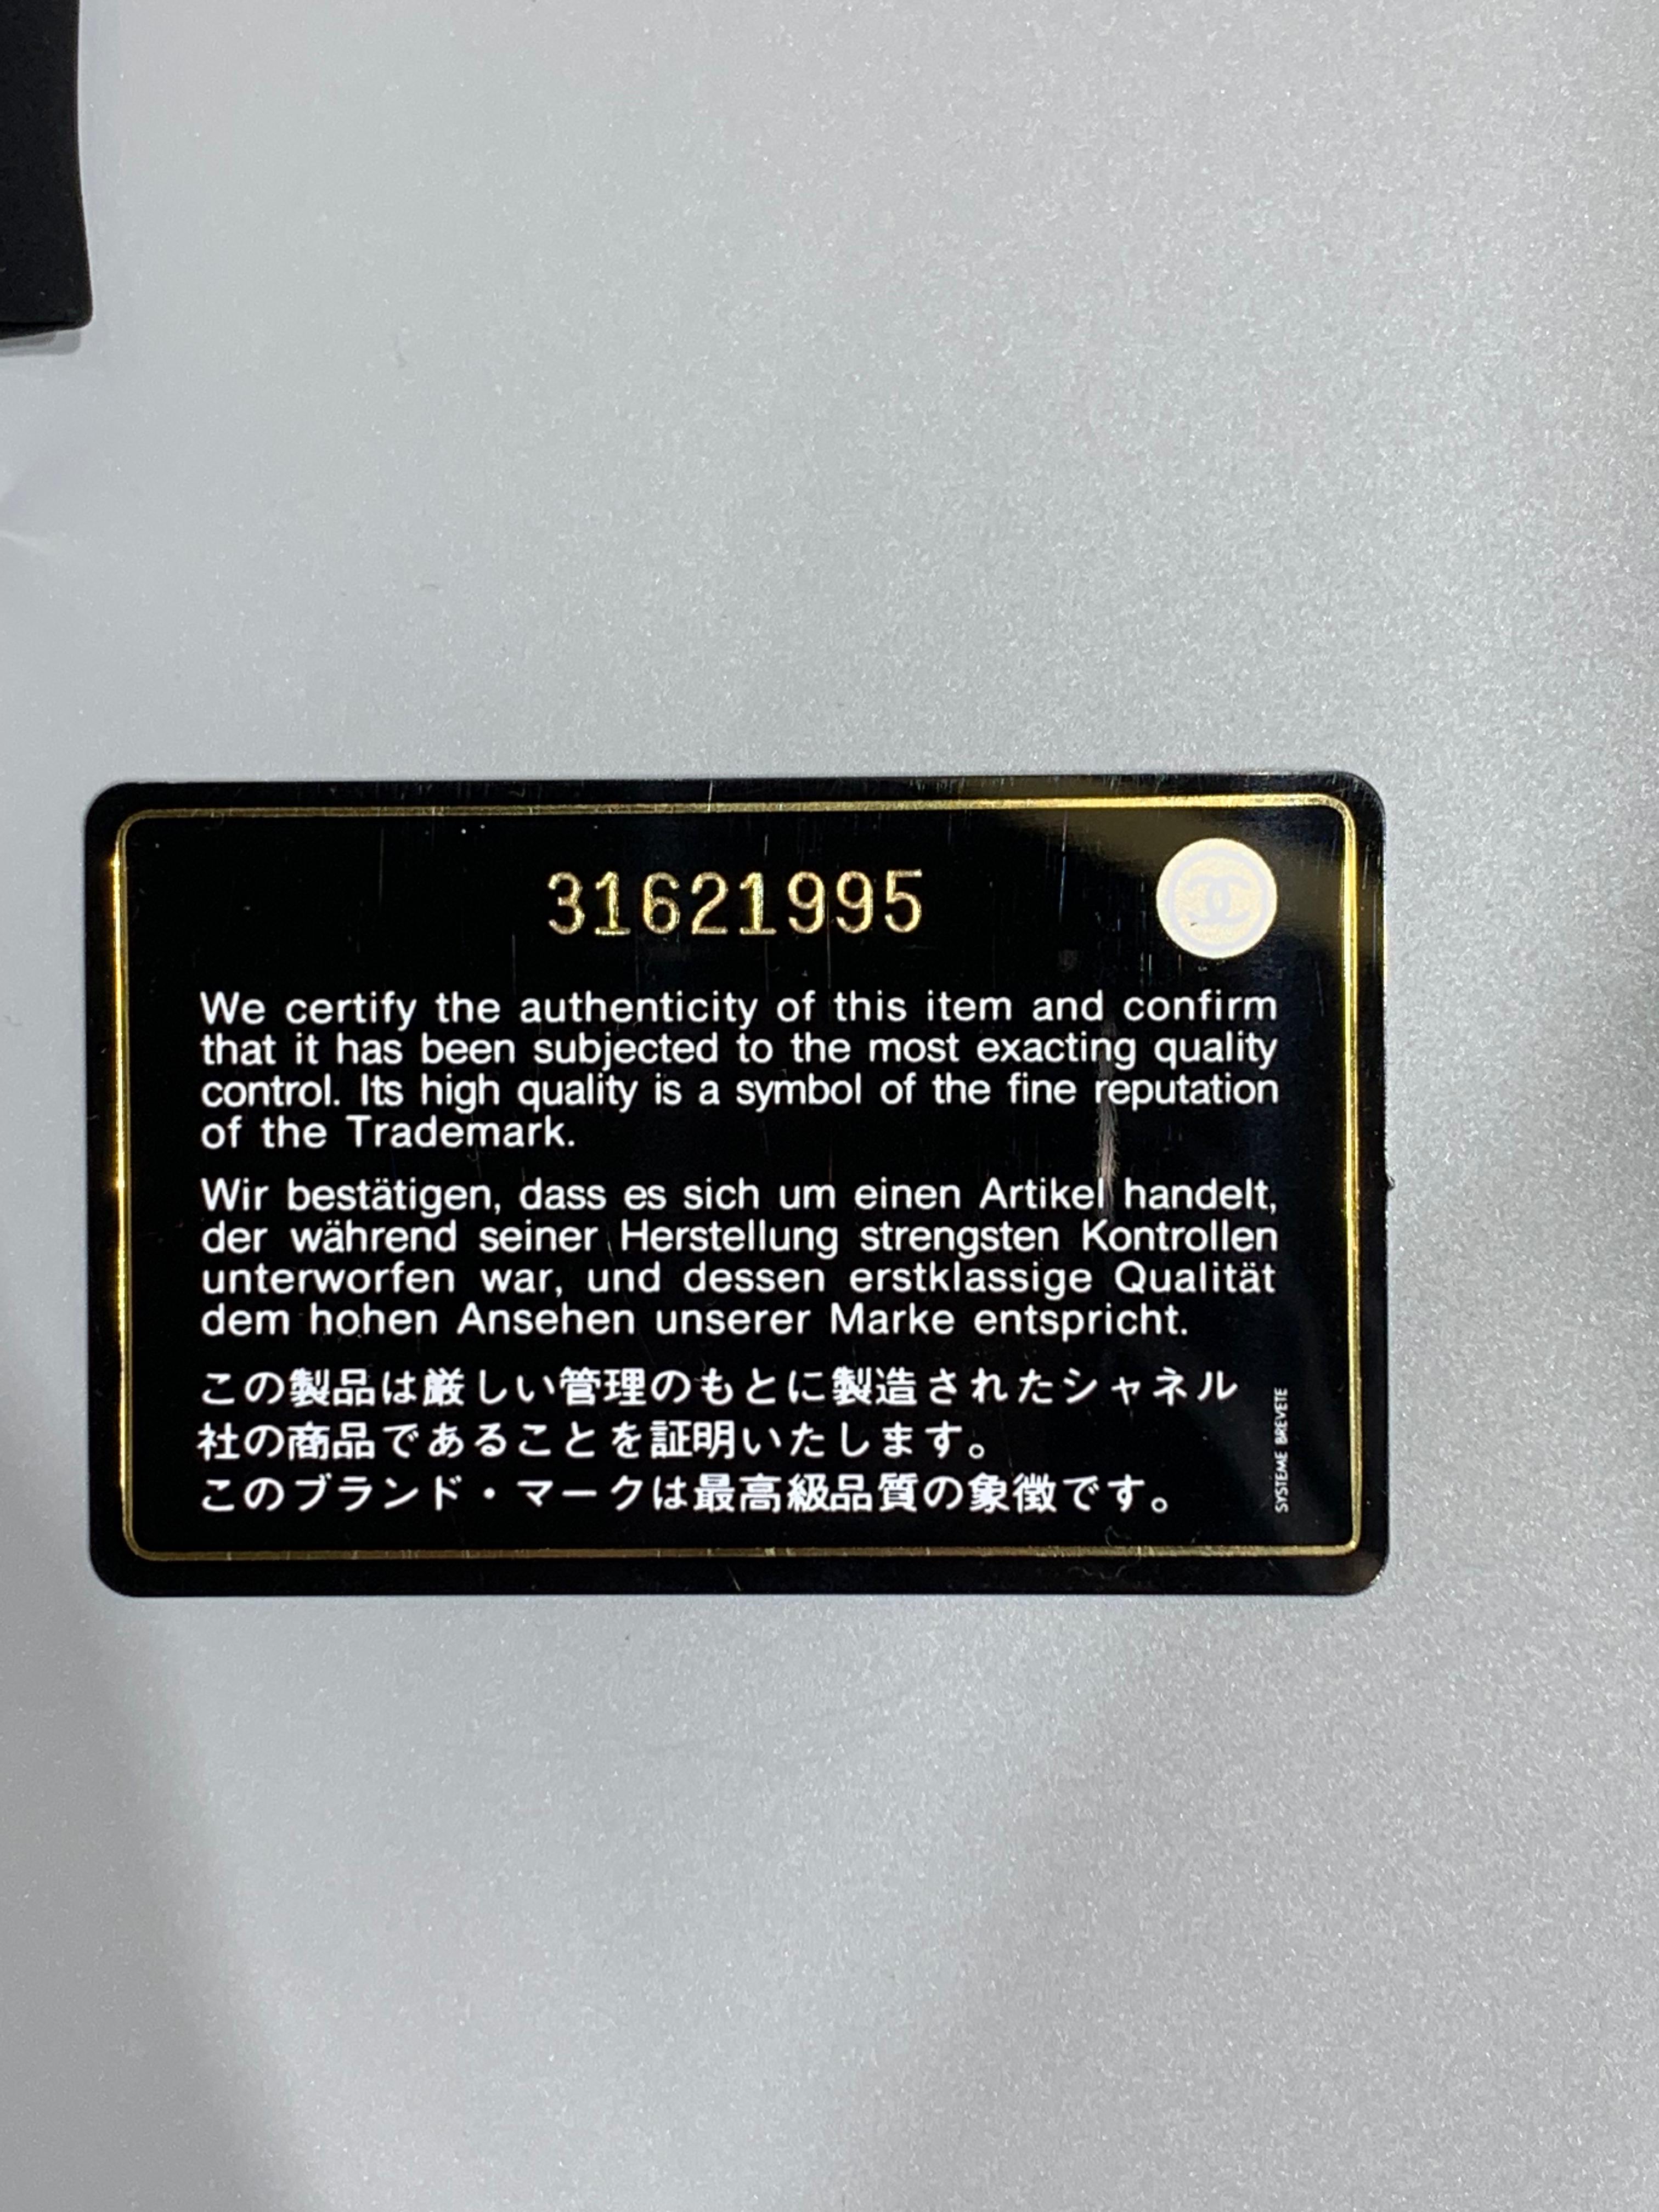 31621995
We certify the authenticity of this item and confirm
that it has been subjected to the most exacting quality
control. Its high quality is a symbol of the fine reputation
of the Trademark.
Wir bestätigen, dass es sich um einen Artikel handelt,
der während seiner Herstellung strengsten Kontrollen
unterworfen war, und dessen erstklassige Qualität
dem hohen Ansehen unserer Marke entspricht.
この製品は厳しい管理のもとに製造されたシャネル
社の商品であることを証明いたします。
このブランド・マークは最高級品質の象徴です。
SYSTEME BREVETE